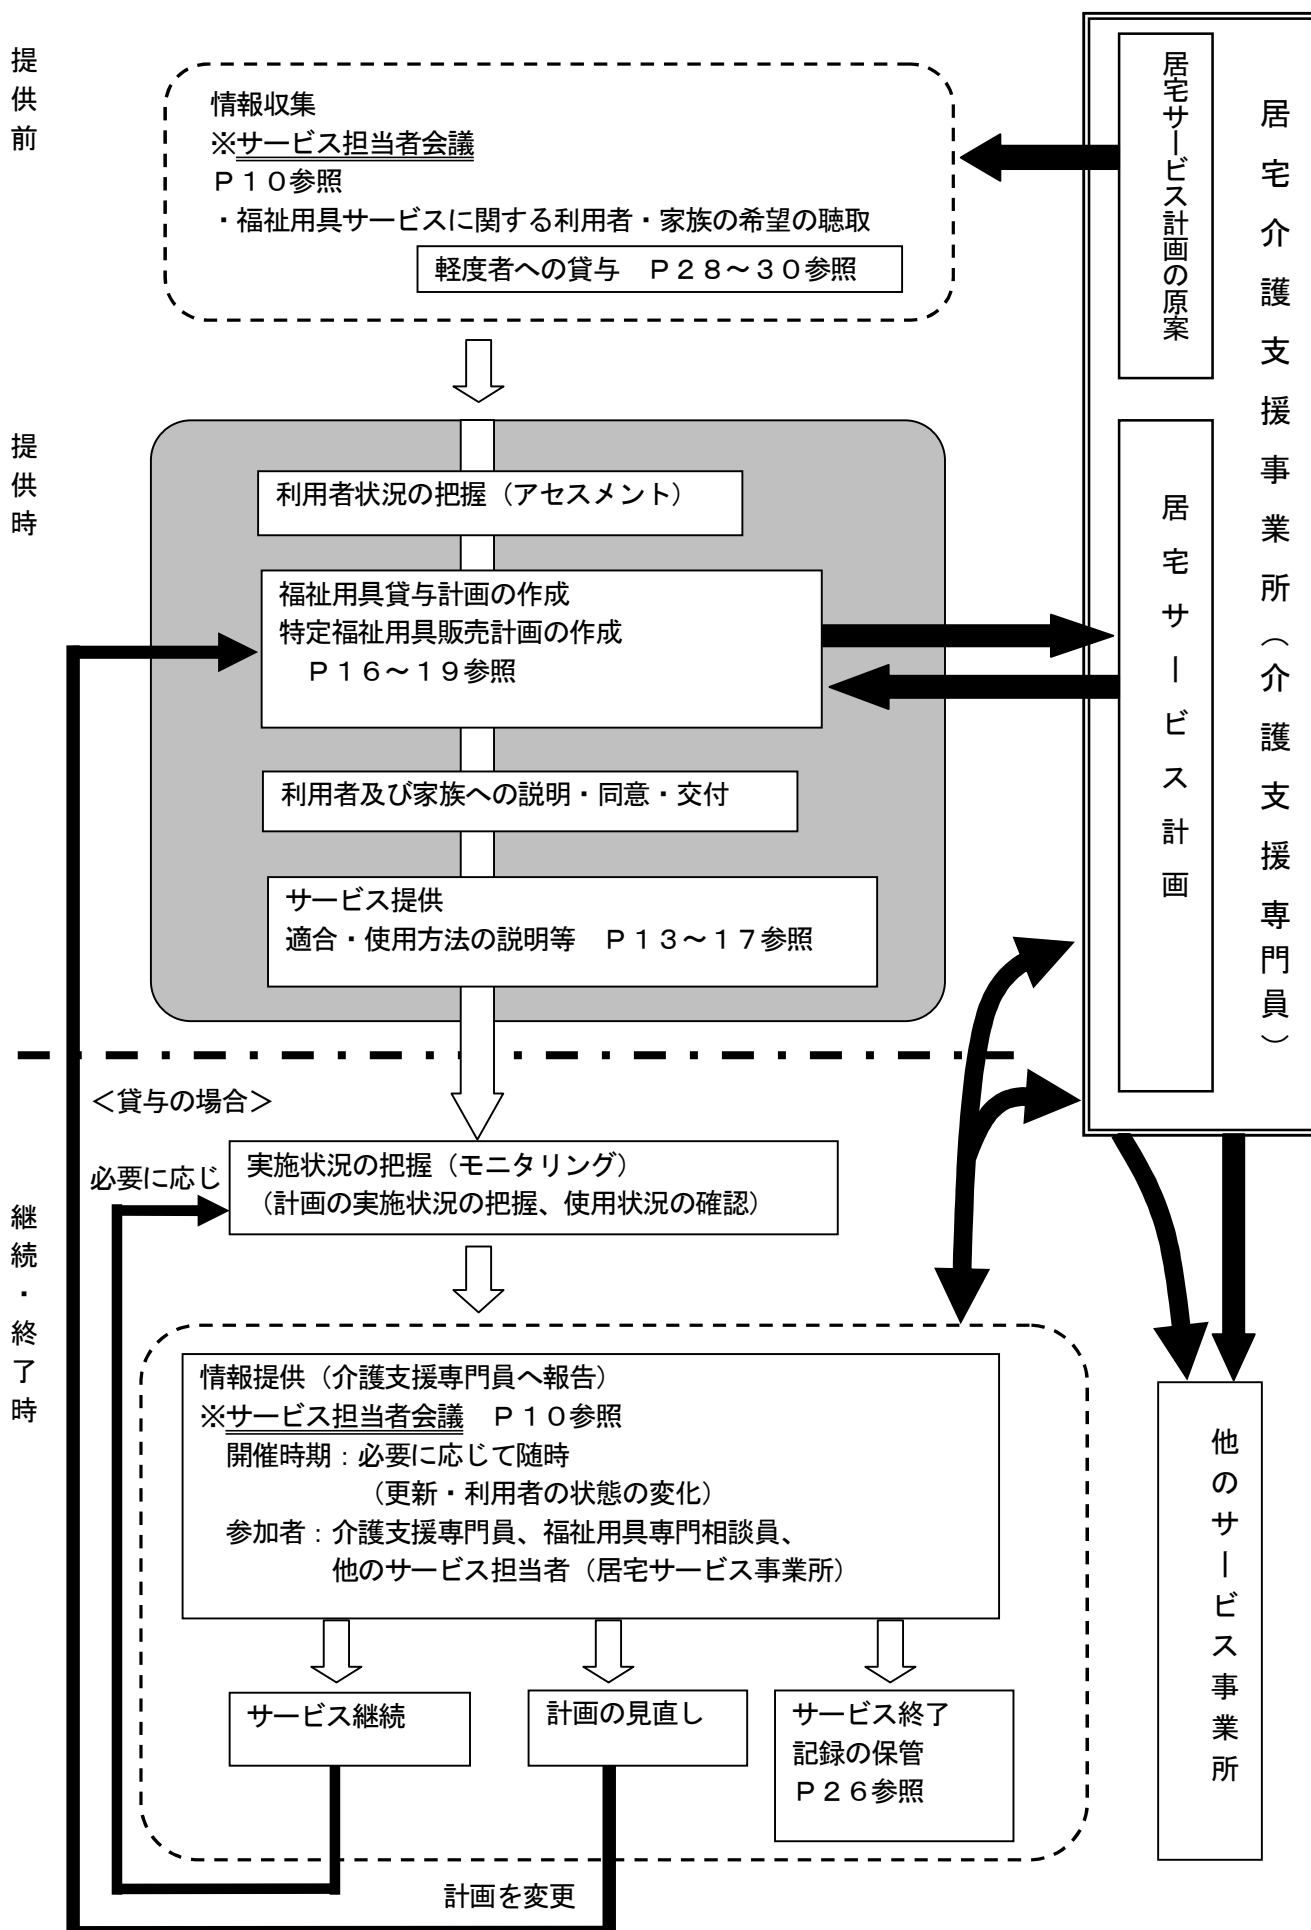 提供前
情報収集
※サービス担当者会議
Ｐ１０参照
・福祉用具サービスに関する利用者・家族の希望の聴取
軽度者への貸与　Ｐ２８～３０参照
居宅サービス計画の原案
居宅介護支援事業所（介護支援専門員）
提供時
利用者状況の把握（アセスメント）
福祉用具貸与計画の作成
特定福祉用具販売計画の作成
Ｐ１６～１９参照
利用者及び家族への説明・同意・交付
サービス提供
適合・使用方法の説明等　Ｐ１３～１７参照
居宅サービス計画
＜貸与の場合＞
継続・終了時
必要に応じ
実施状況の把握（モニタリング）
（計画の実施状況の把握、使用状況の確認）
情報提供（介護支援専門員へ報告）
※サービス担当者会議　Ｐ１０参照
開催時期：必要に応じて随時
（更新・利用者の状態の変化）
参加者：介護支援専門員、福祉用具専門相談員、
他のサービス担当者（居宅サービス事業所）
サービス継続
計画の見直し
サービス終了
記録の保管
Ｐ２６参照
他のサービス事業所
計画を変更